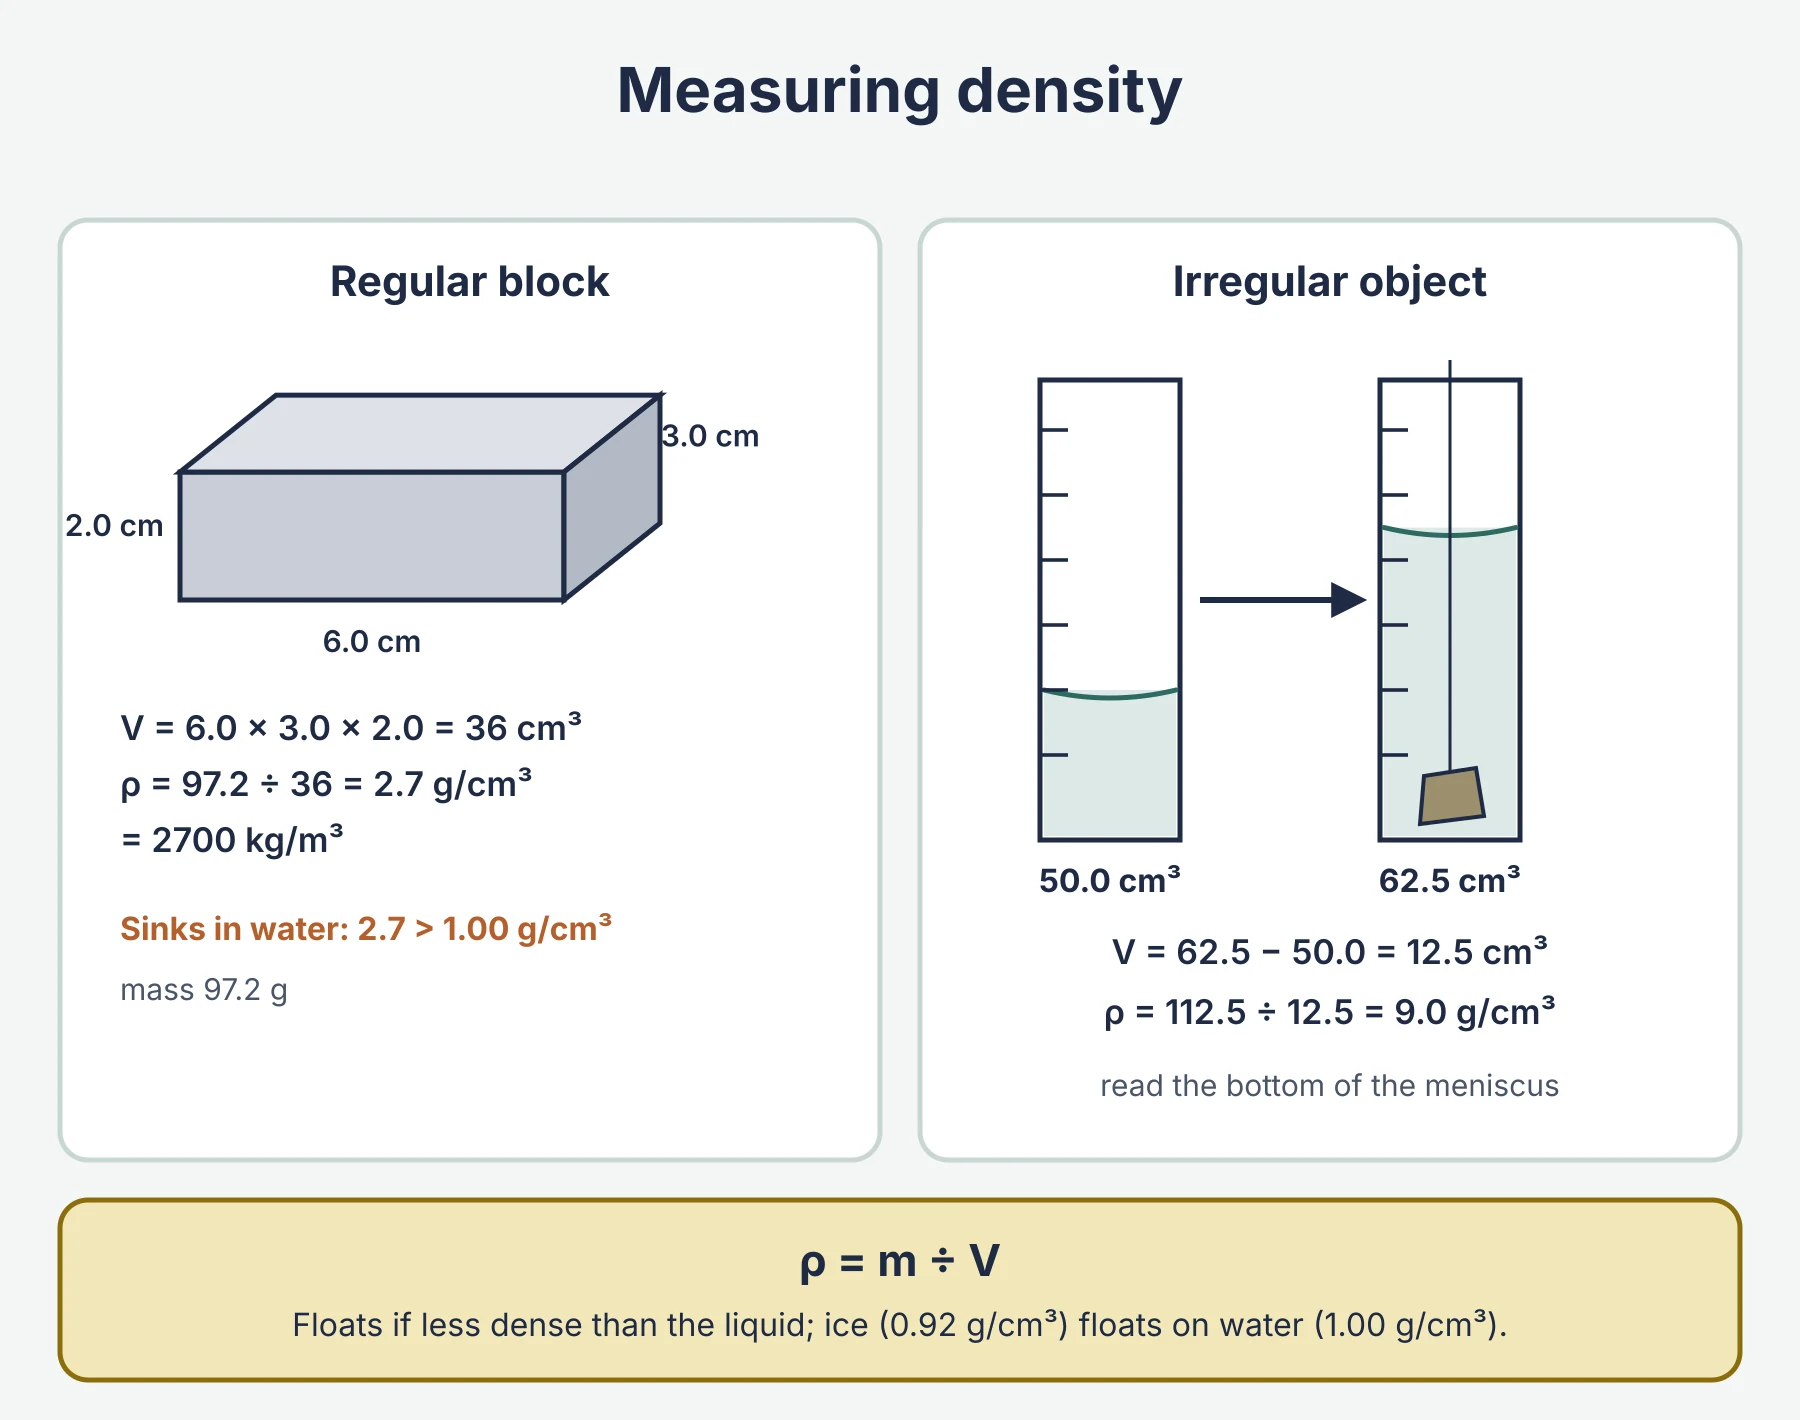 Measuring density
Regular block
3.0 cm
2.0 cm
6.0 cm
V = 6.0 × 3.0 × 2.0 = 36 cm³
ρ = 97.2 ÷ 36 = 2.7 g/cm³
= 2700 kg/m³
Sinks in water: 2.7 > 1.00 g/cm³
mass 97.2 g
Irregular object
50.0 cm³
62.5 cm³
V = 62.5 − 50.0 = 12.5 cm³
ρ = 112.5 ÷ 12.5 = 9.0 g/cm³
read the bottom of the meniscus
ρ = m ÷ V
Floats if less dense than the liquid; ice (0.92 g/cm³) floats on water (1.00 g/cm³).